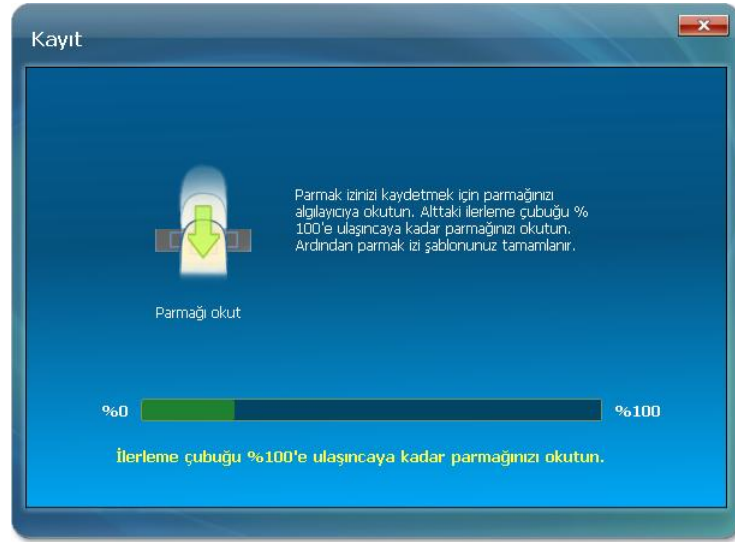 Kayıt
Parmak izinizi kaydetmek için parmağınızı
algılayıcıya okutun. Alttaki ilerleme çubuğu %
100'e ulaşıncaya kadar parmağınızı okutun.
Ardından parmak izi şablonunuz tamamlanır.
Parmağı okut
%0 %100
İlerleme çubuğu %100'e ulaşıncaya kadar parmağınızı okutun.